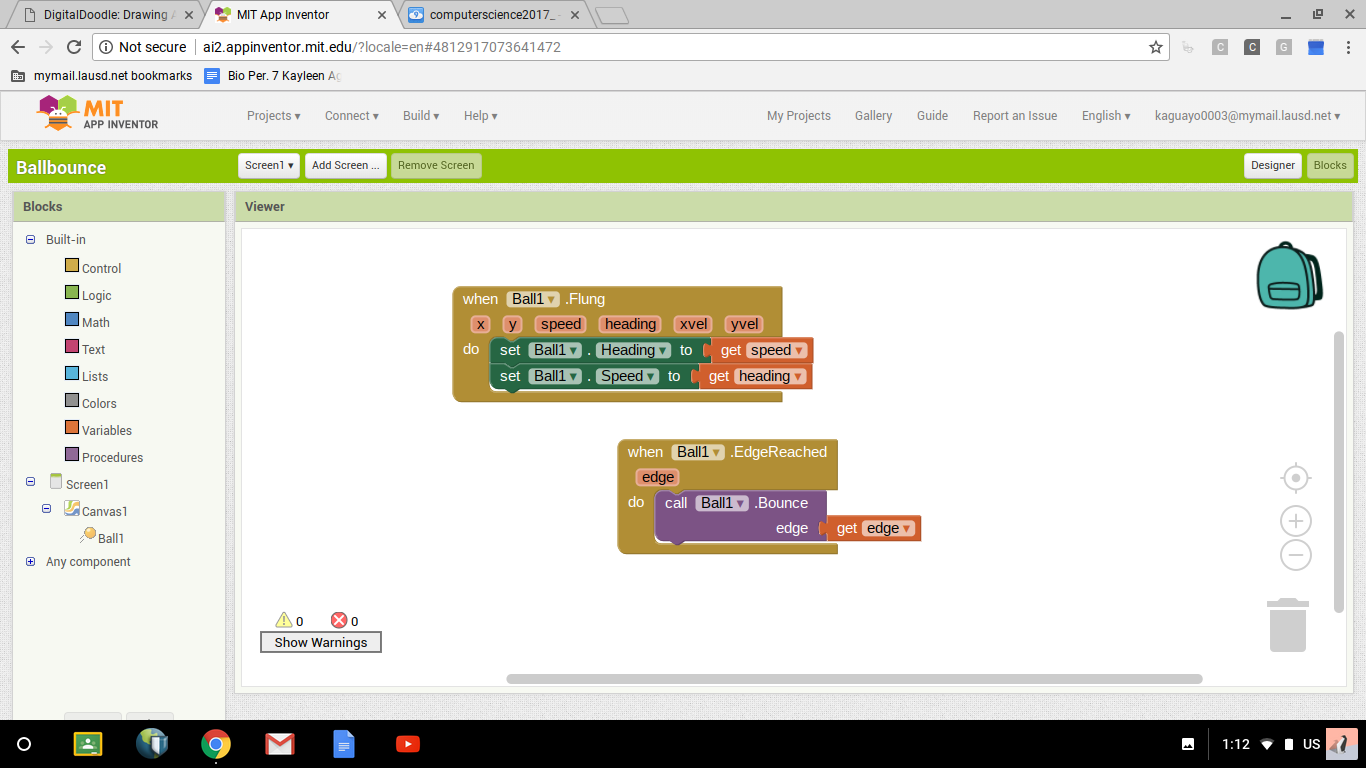 DigitalDoodle: Drawing
MIT App Inventor
computerscience2017_
Not secure | ai2.appinventor.mit.edu/?locale=en#4812917073641472
C C G
mymail.lausd.net bookmarks Bio Per. 7 Kayleen Ag
MIT
APP INVENTOR
Projects ▾ Connect ▾ Build ▾ Help ▾ My Projects Gallery Guide Report an Issue English ▾ kaguayo0003@mymail.lausd.net ▾
Ballbounce Screen1 ▾ Add Screen ... Remove Screen Designer Blocks
Blocks
Viewer
Built-in
Control
Logic
Math
Text
Lists
Colors
Variables
Procedures
Screen1
Canvas1
Ball1
Any component
when Ball1 ▾ .Flung
x y speed heading xvel yvel
do set Ball1 ▾ . Heading ▾ to get speed ▾
set Ball1 ▾ . Speed ▾ to get heading ▾
when Ball1 ▾ .EdgeReached
edge
do call Ball1 ▾ .Bounce
edge get edge ▾
0 0
Show Warnings
1:12 US